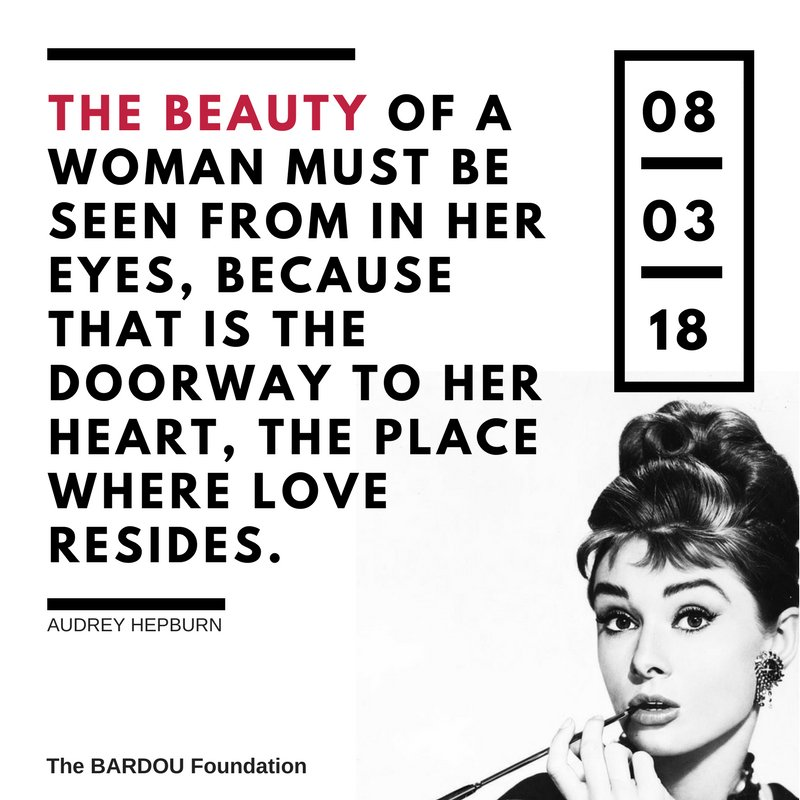 THE BEAUTY OF A
WOMAN MUST BE
SEEN FROM IN HER
EYES, BECAUSE
THAT IS THE
DOORWAY TO HER
HEART, THE PLACE
WHERE LOVE
RESIDES.
AUDREY HEPBURN
The BARDOU Foundation
08
03
18